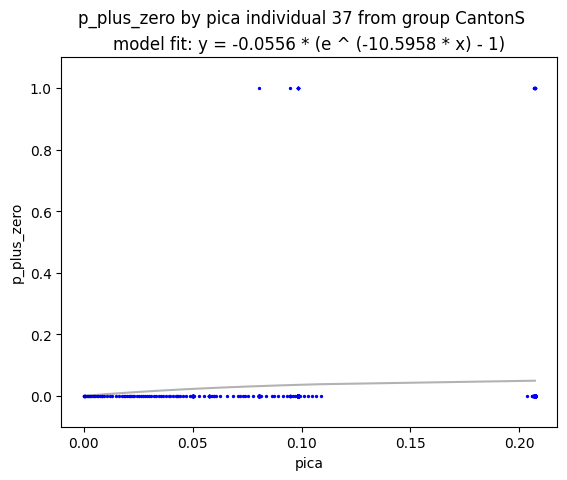 p_plus_zero by pica individual 37 from group CantonS
model fit: y = -0.0556 * (e ^ (-10.5958 * x) - 1)
1.0
0.8
0.6
0.4
0.2
0.0
p_plus_zero
0.00
0.05
0.10
0.15
0.20
pica